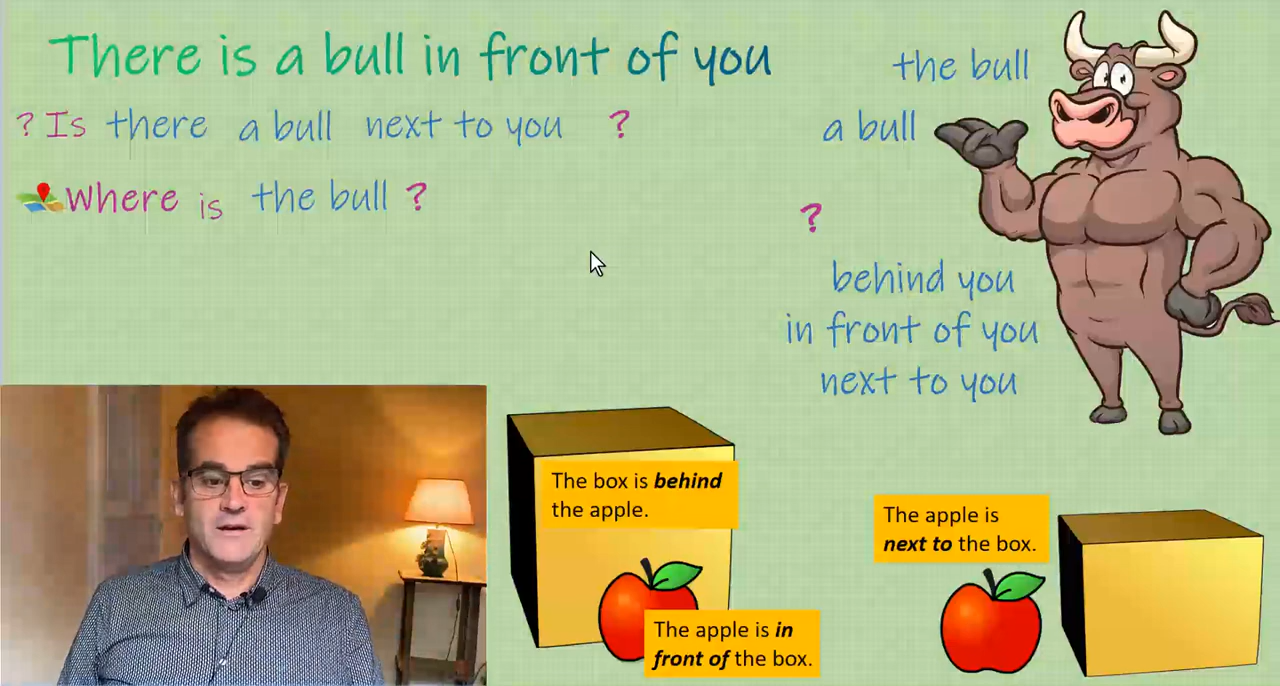 There is a bull in front of you
? Is there a bull next to you ?
Where is the bull ?
the bull
a bull
?
behind you
in front of you
next to you
The box is behind
the apple.
The apple is in
front of the box.
The apple is
next to the box.